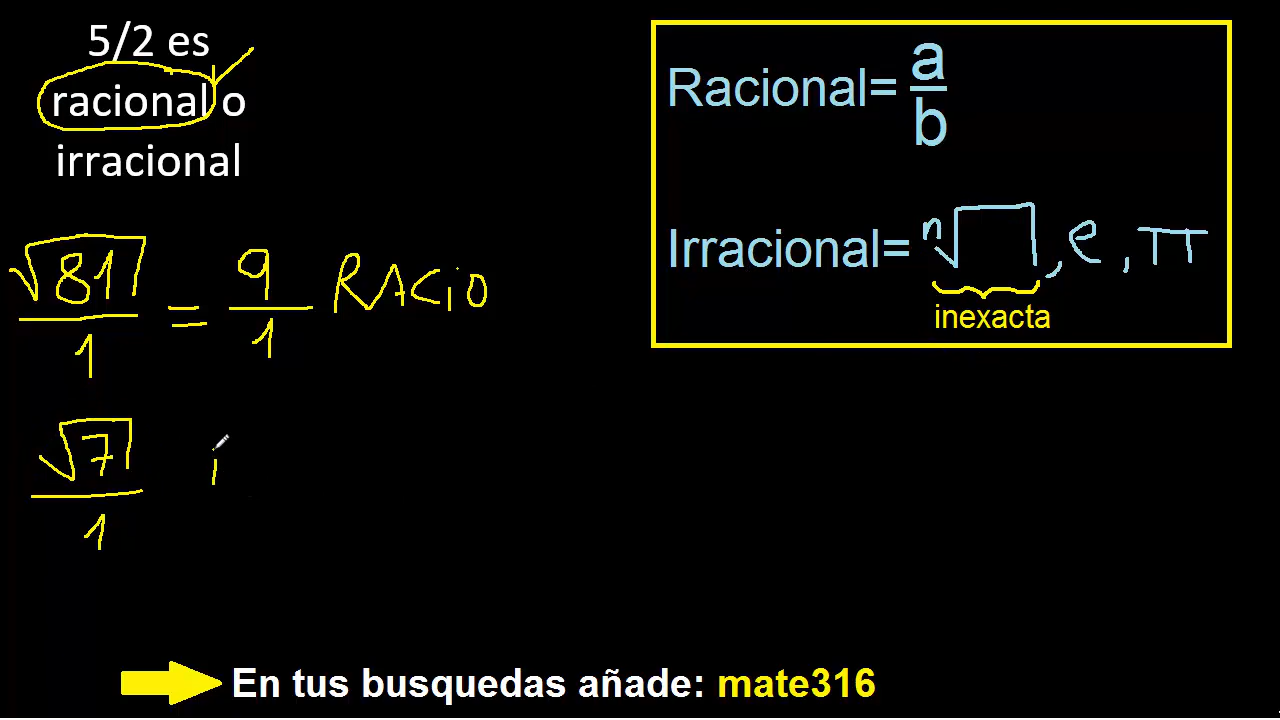 5/2 es
racional o
irracional
√81/1 = 9/1 RACiO
√7/1 i
Racional= a/b
Irracional= ⁿ√☐, e, π
inexacta
En tus busquedas añade: mate316